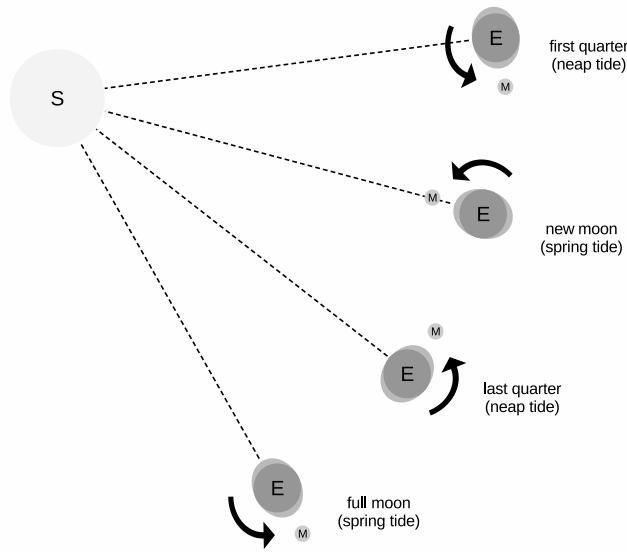 E
first quarter
(neap tide)
M
S
M
E
new moon
(spring tide)
M
E
last quarter
(neap tide)
E
full moon
(spring tide)
M